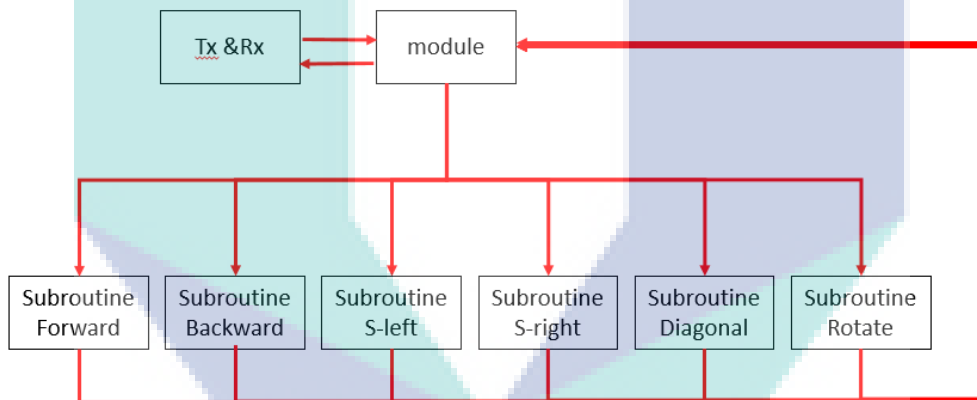 Tx &Rx
module
Subroutine
Forward
Subroutine
Backward
Subroutine
S-left
Subroutine
S-right
Subroutine
Diagonal
Subroutine
Rotate